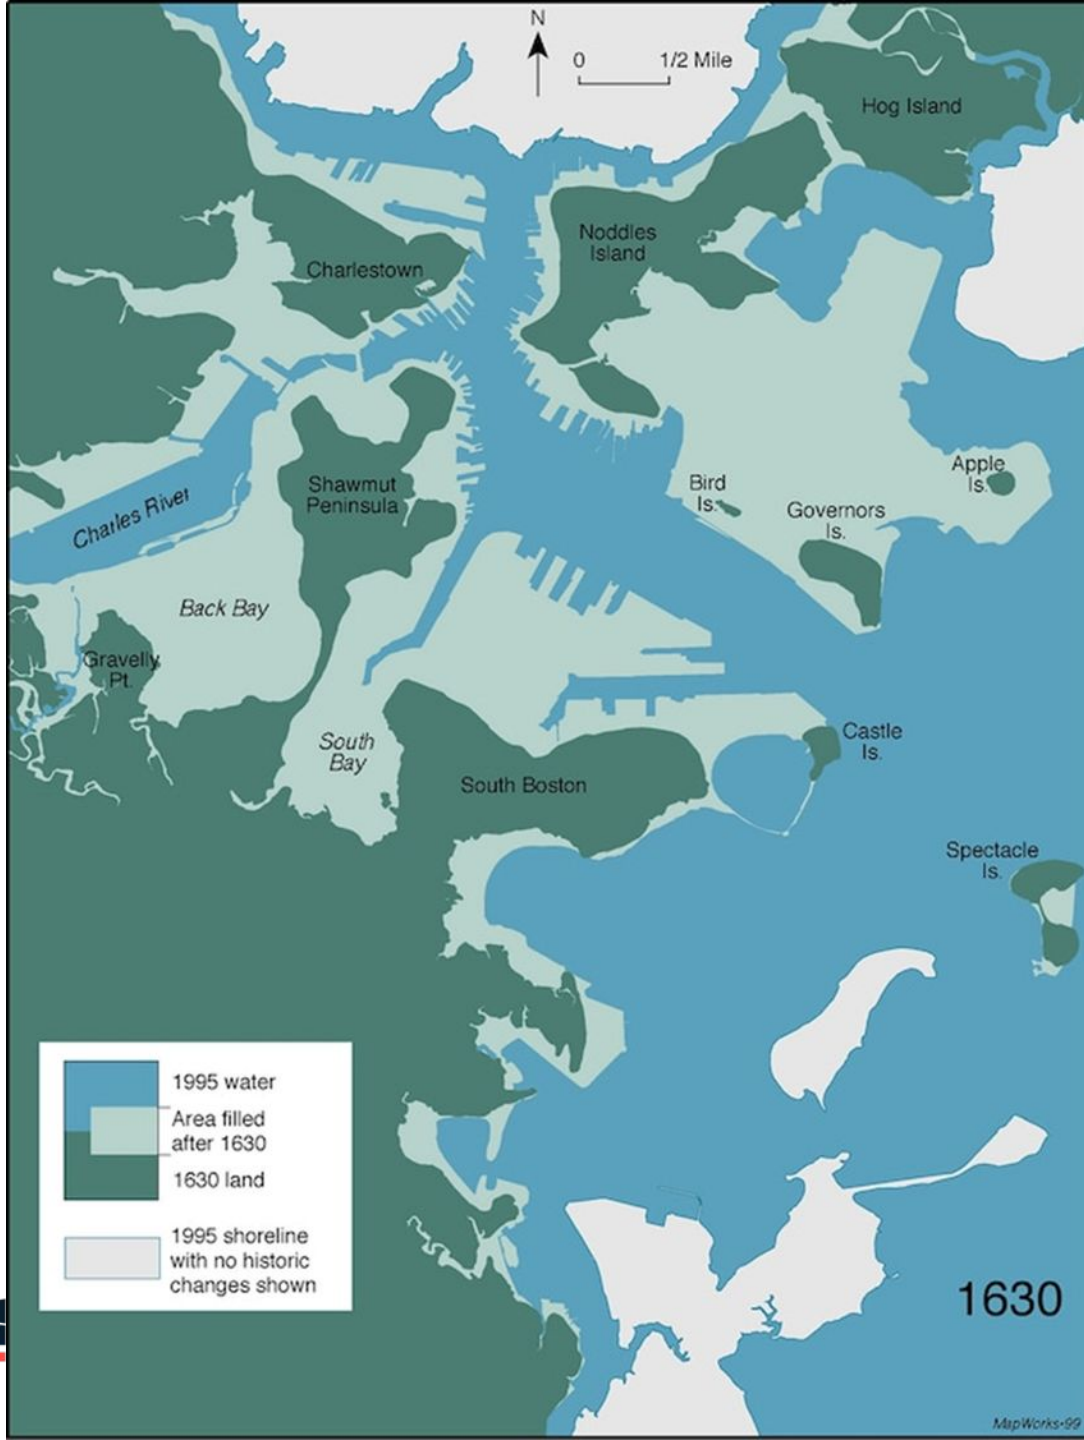 N
0 1/2 Mile
Hog Island
Noddles
Island
Charlestown
Apple
Is.
Shawmut
Peninsula
Bird
Is.
Charles River
Governors
Is.
Back Bay
Gravelly
Pt.
South
Bay
Castle
Is.
South Boston
Spectacle
Is.
1995 water
Area filled
after 1630
1630 land
1995 shoreline
with no historic
changes shown
1630
MapWorks-99